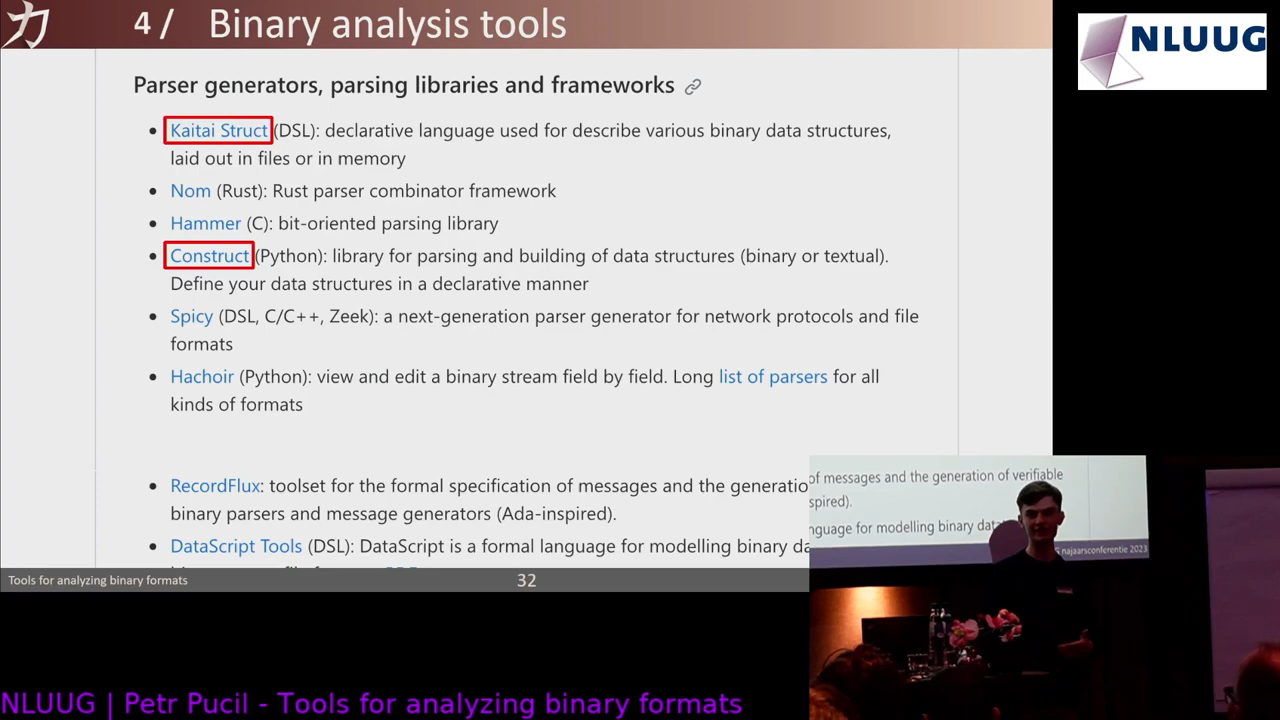 力
4 / Binary analysis tools
NLUUG
Parser generators, parsing libraries and frameworks
• Kaitai Struct (DSL): declarative language used for describe various binary data structures,
laid out in files or in memory
• Nom (Rust): Rust parser combinator framework
• Hammer (C): bit-oriented parsing library
• Construct (Python): library for parsing and building of data structures (binary or textual).
Define your data structures in a declarative manner
• Spicy (DSL, C/C++, Zeek): a next-generation parser generator for network protocols and file
formats
• Hachoir (Python): view and edit a binary stream field by field. Long list of parsers for all
kinds of formats
• RecordFlux: toolset for the formal specification of messages and the generatio
binary parsers and message generators (Ada-inspired).
• DataScript Tools (DSL): DataScript is a formal language for modelling binary da
of messages and the generation of verifiable
spired).
nguage for modelling binary data
G najaarsconferentie 2023
Tools for analyzing binary formats
32
NLUUG | Petr Pucil - Tools for analyzing binary formats